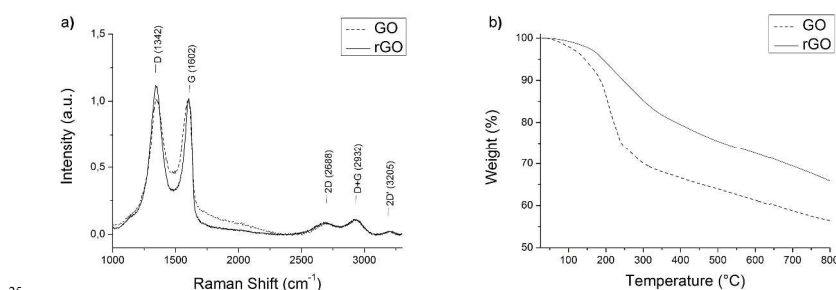 a)
GO
rGO
D (1342)
G (1602)
2D (2688)
D+G (2932)
2D' (3205)
1,5
1,0
0,5
0,0
Intensity (a.u.)
1000 1500 2000 2500 3000
Raman Shift (cm⁻¹)
b)
GO
rGO
100
90
80
70
60
50
Weight (%)
100 200 300 400 500 600 700 800
Temperature (°C)